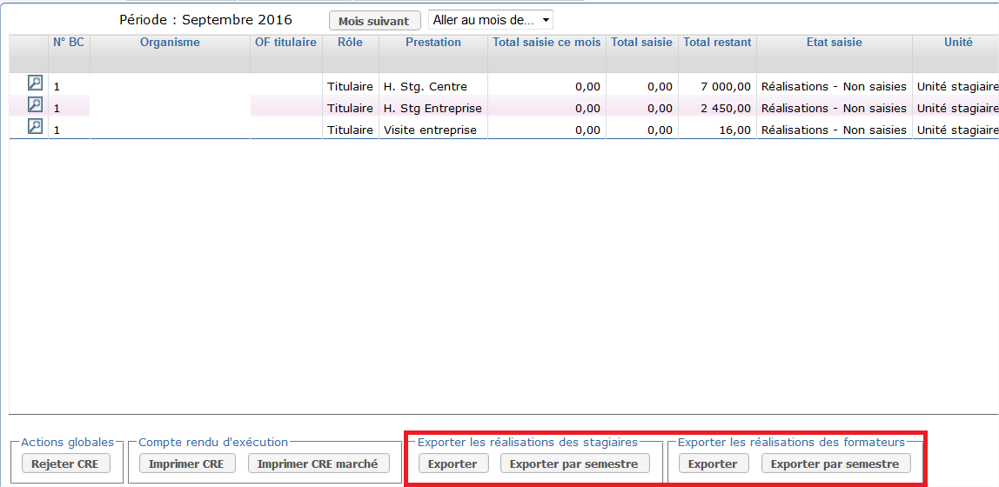 Période : Septembre 2016 Mois suivant Aller au mois de...
N° BC Organisme OF titulaire Rôle Prestation Total saisie ce mois Total saisie Total restant Etat saisie Unité
1 Titulaire H. Stg. Centre 0,00 0,00 7 000,00 Réalisations - Non saisies Unité stagiaire
1 Titulaire H. Stg Entreprise 0,00 0,00 2 450,00 Réalisations - Non saisies Unité stagiaire
1 Titulaire Visite entreprise 0,00 0,00 16,00 Réalisations - Non saisies Unité stagiaire
Actions globales Compte rendu d'exécution Exporter les réalisations des stagiaires Exporter les réalisations des formateurs
Rejeter CRE Imprimer CRE Imprimer CRE marché Exporter Exporter par semestre Exporter Exporter par semestre